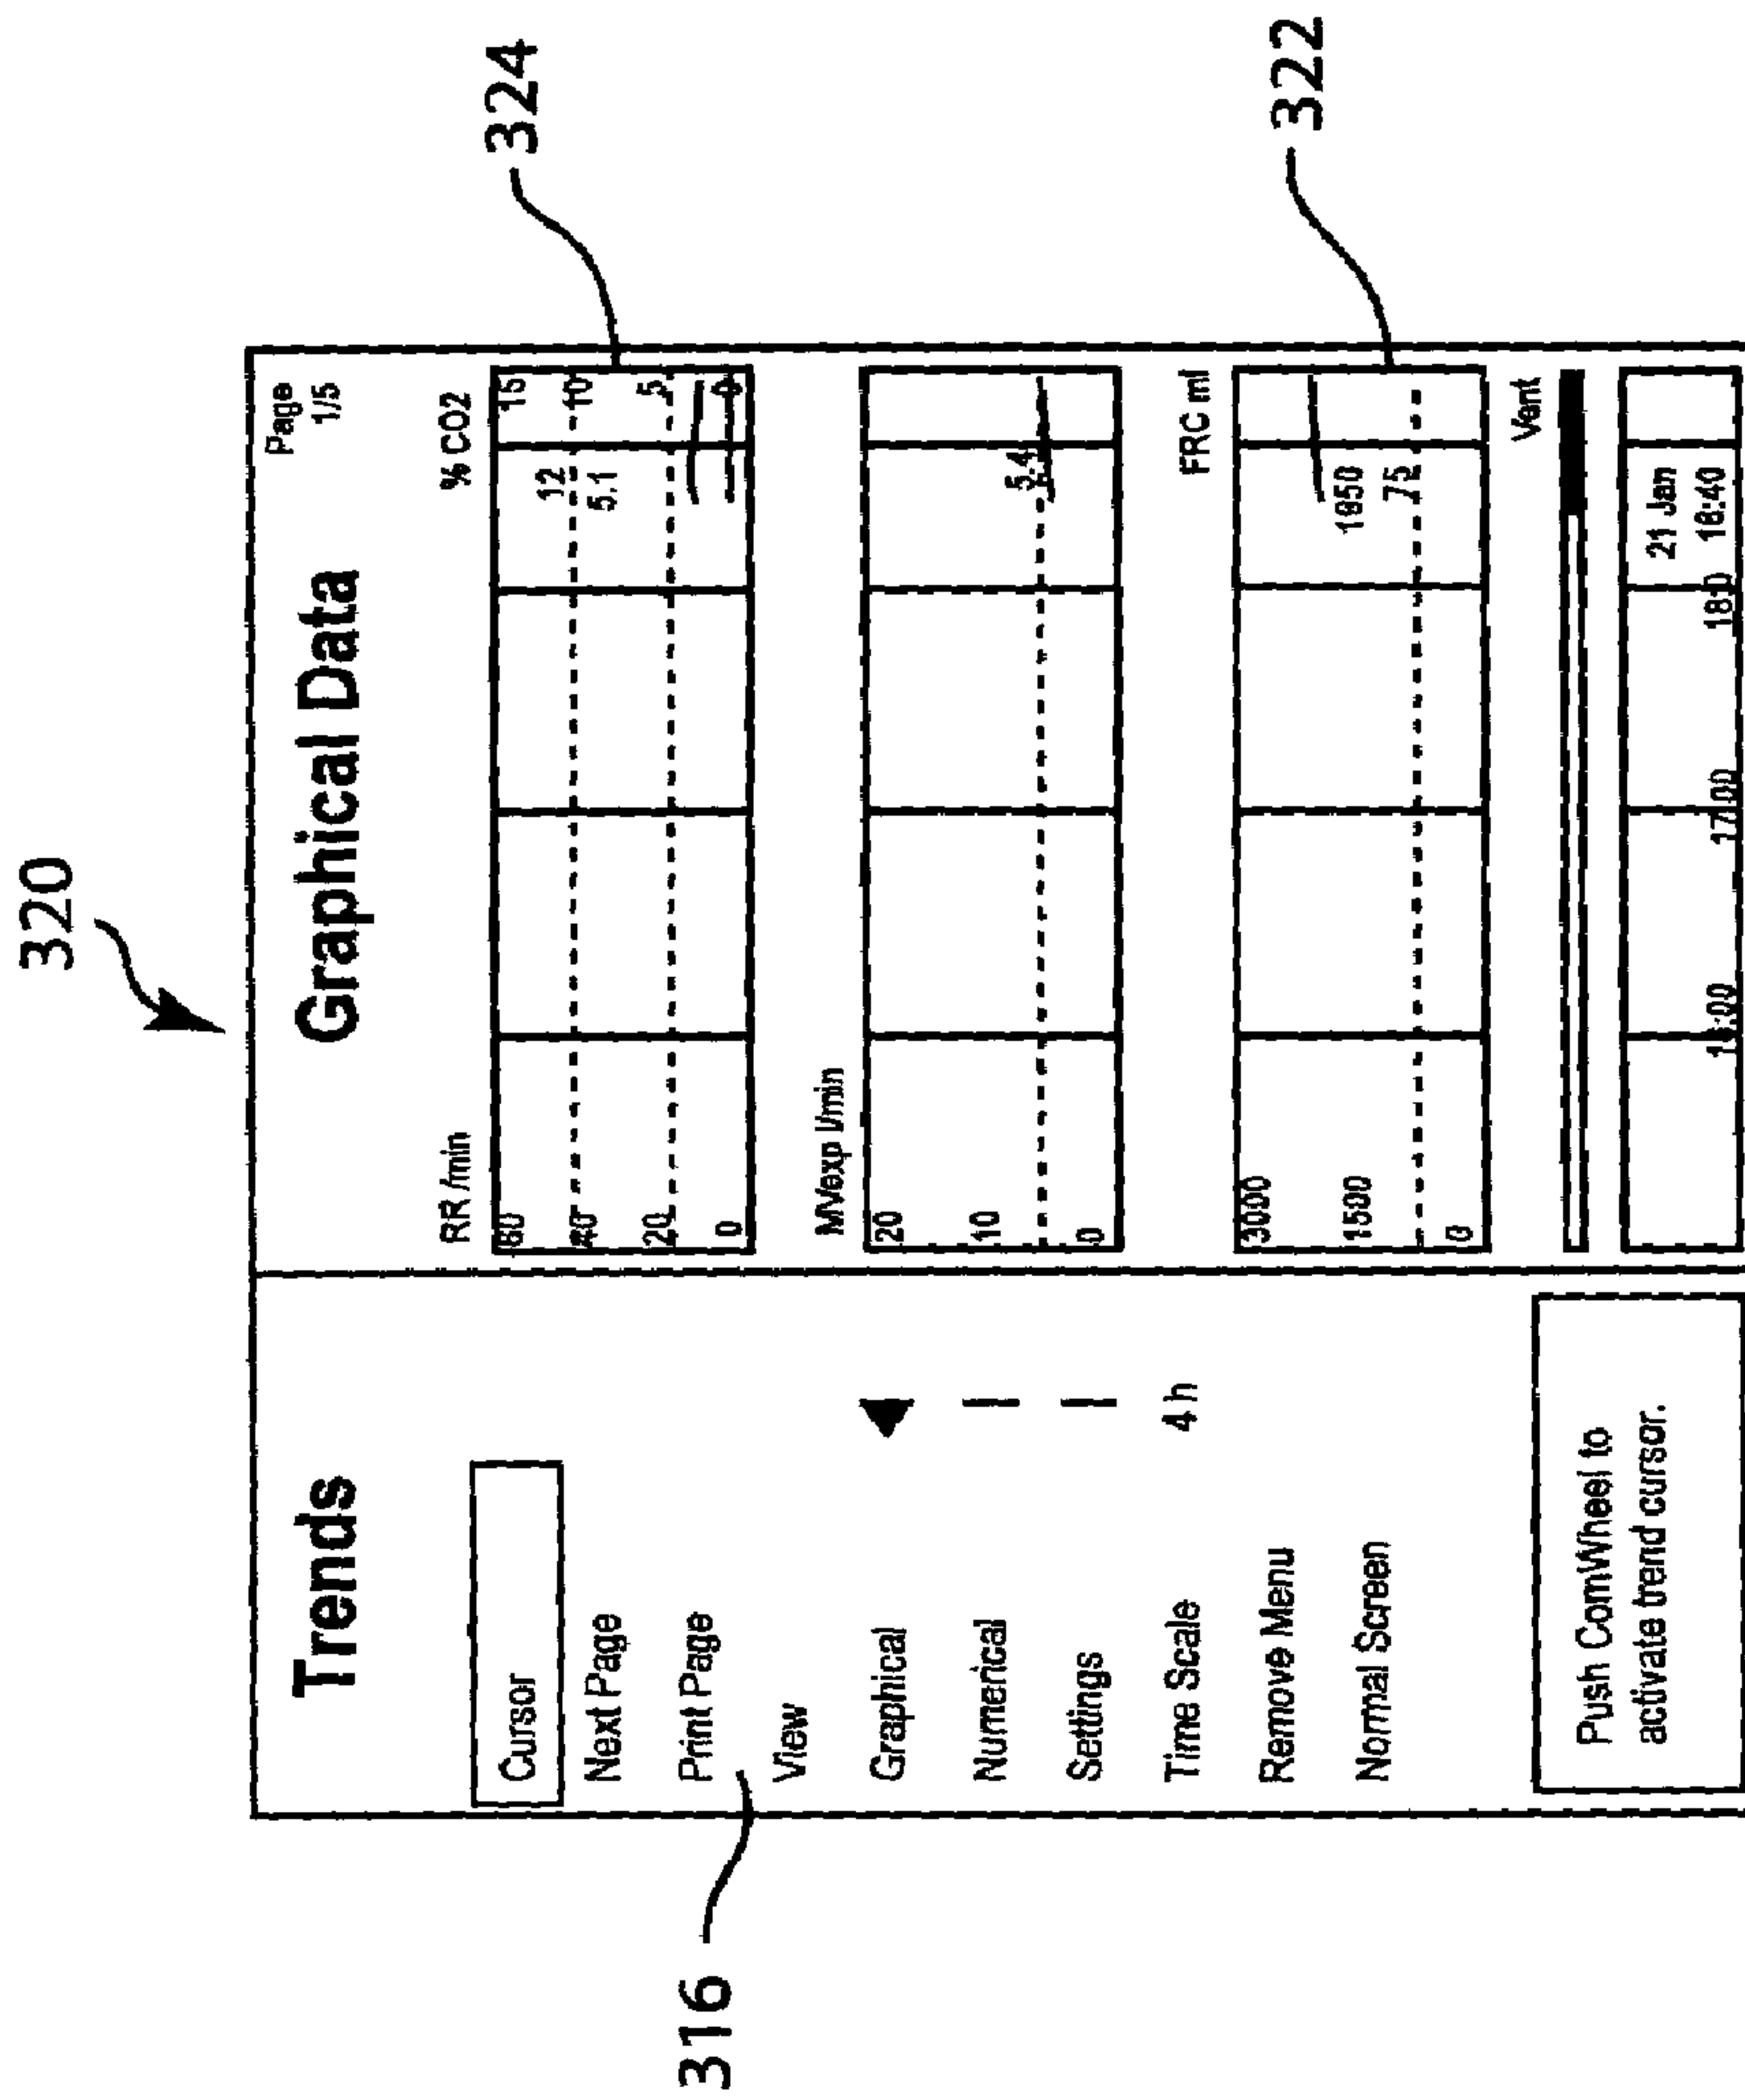 320
Trends
Cursor
Next Page
Print Page
View
Graphical
Numerical
Settings
Time Scale 4 h
Remove Menu
Normal Screen
Push ComWheel to
activate trend cursor.
316
Graphical Data
Page
1/5
RR /min
% CO2
60
40
20
0
12
5.1
15
10
5
0
324
MVexp l/min
20
10
0
5.4
FRC ml
3000
1500
0
1850
75
322
Vent
21 Jan
18:40
17:00